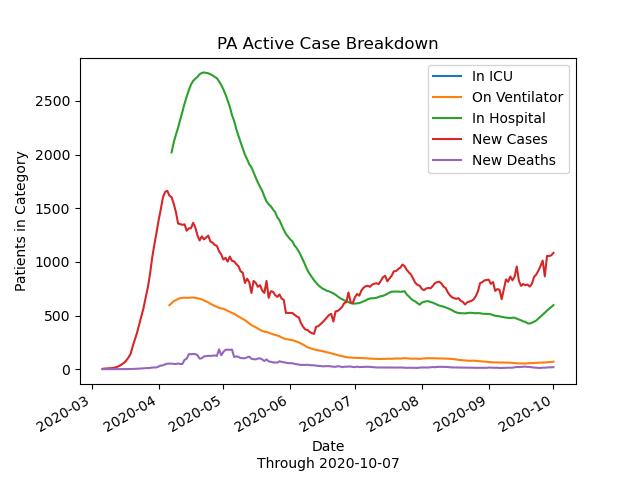 PA Active Case Breakdown
In ICU
On Ventilator
In Hospital
New Cases
New Deaths
Patients in Category
2500
2000
1500
1000
500
0
2020-03
2020-04
2020-05
2020-06
2020-07
2020-08
2020-09
2020-10
Date
Through 2020-10-07